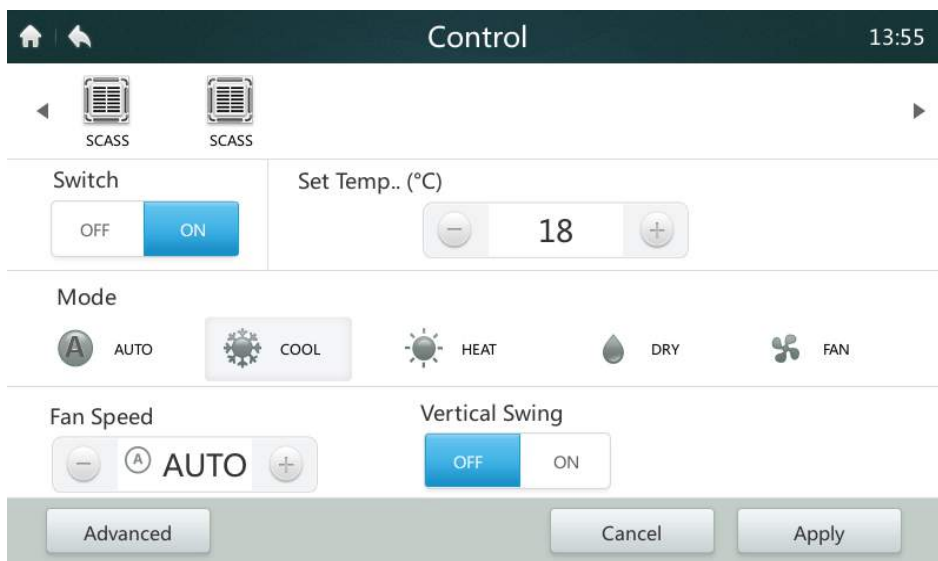 Control
13:55
SCASS SCASS
Switch
Set Temp.. (°C)
OFF ON
18
Mode
A AUTO COOL HEAT DRY FAN
Fan Speed
Vertical Swing
A AUTO
OFF ON
Advanced Cancel Apply